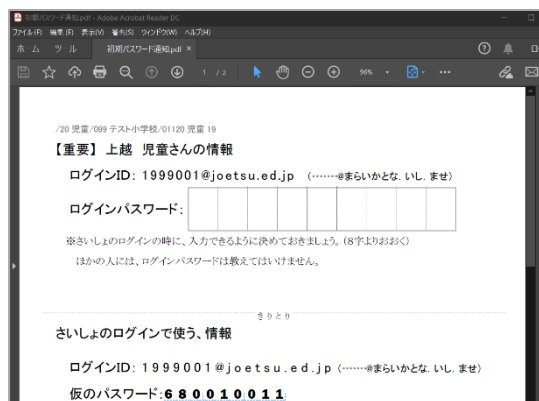 初期パスワード通知.pdf - Adobe Acrobat Reader DC
ファイル(F) 編集(E) 表示(V) 署名(S) ウィンドウ(W) ヘルプ(H)
ホーム ツール 初期パスワード通知.pdf ×
1 / 2 96%
/20 児童/099 テスト小学校/01120 児童 19
【重要】 上越 児童さんの情報
ログインID: 1999001@joetsu.ed.jp (・・・・・・・@まらいかとな. いし. ませ)
ログインパスワード:
※さいしょのログインの時に、入力できるように決めておきましょう。(8字よりおおく)
ほかの人には、ログインパスワードは教えてはいけません。
きりとり
さいしょのログインで使う、情報
ログインID: 1999001@joetsu.ed.jp (・・・・・・・@まらいかとな. いし. ませ)
仮のパスワード:680010011